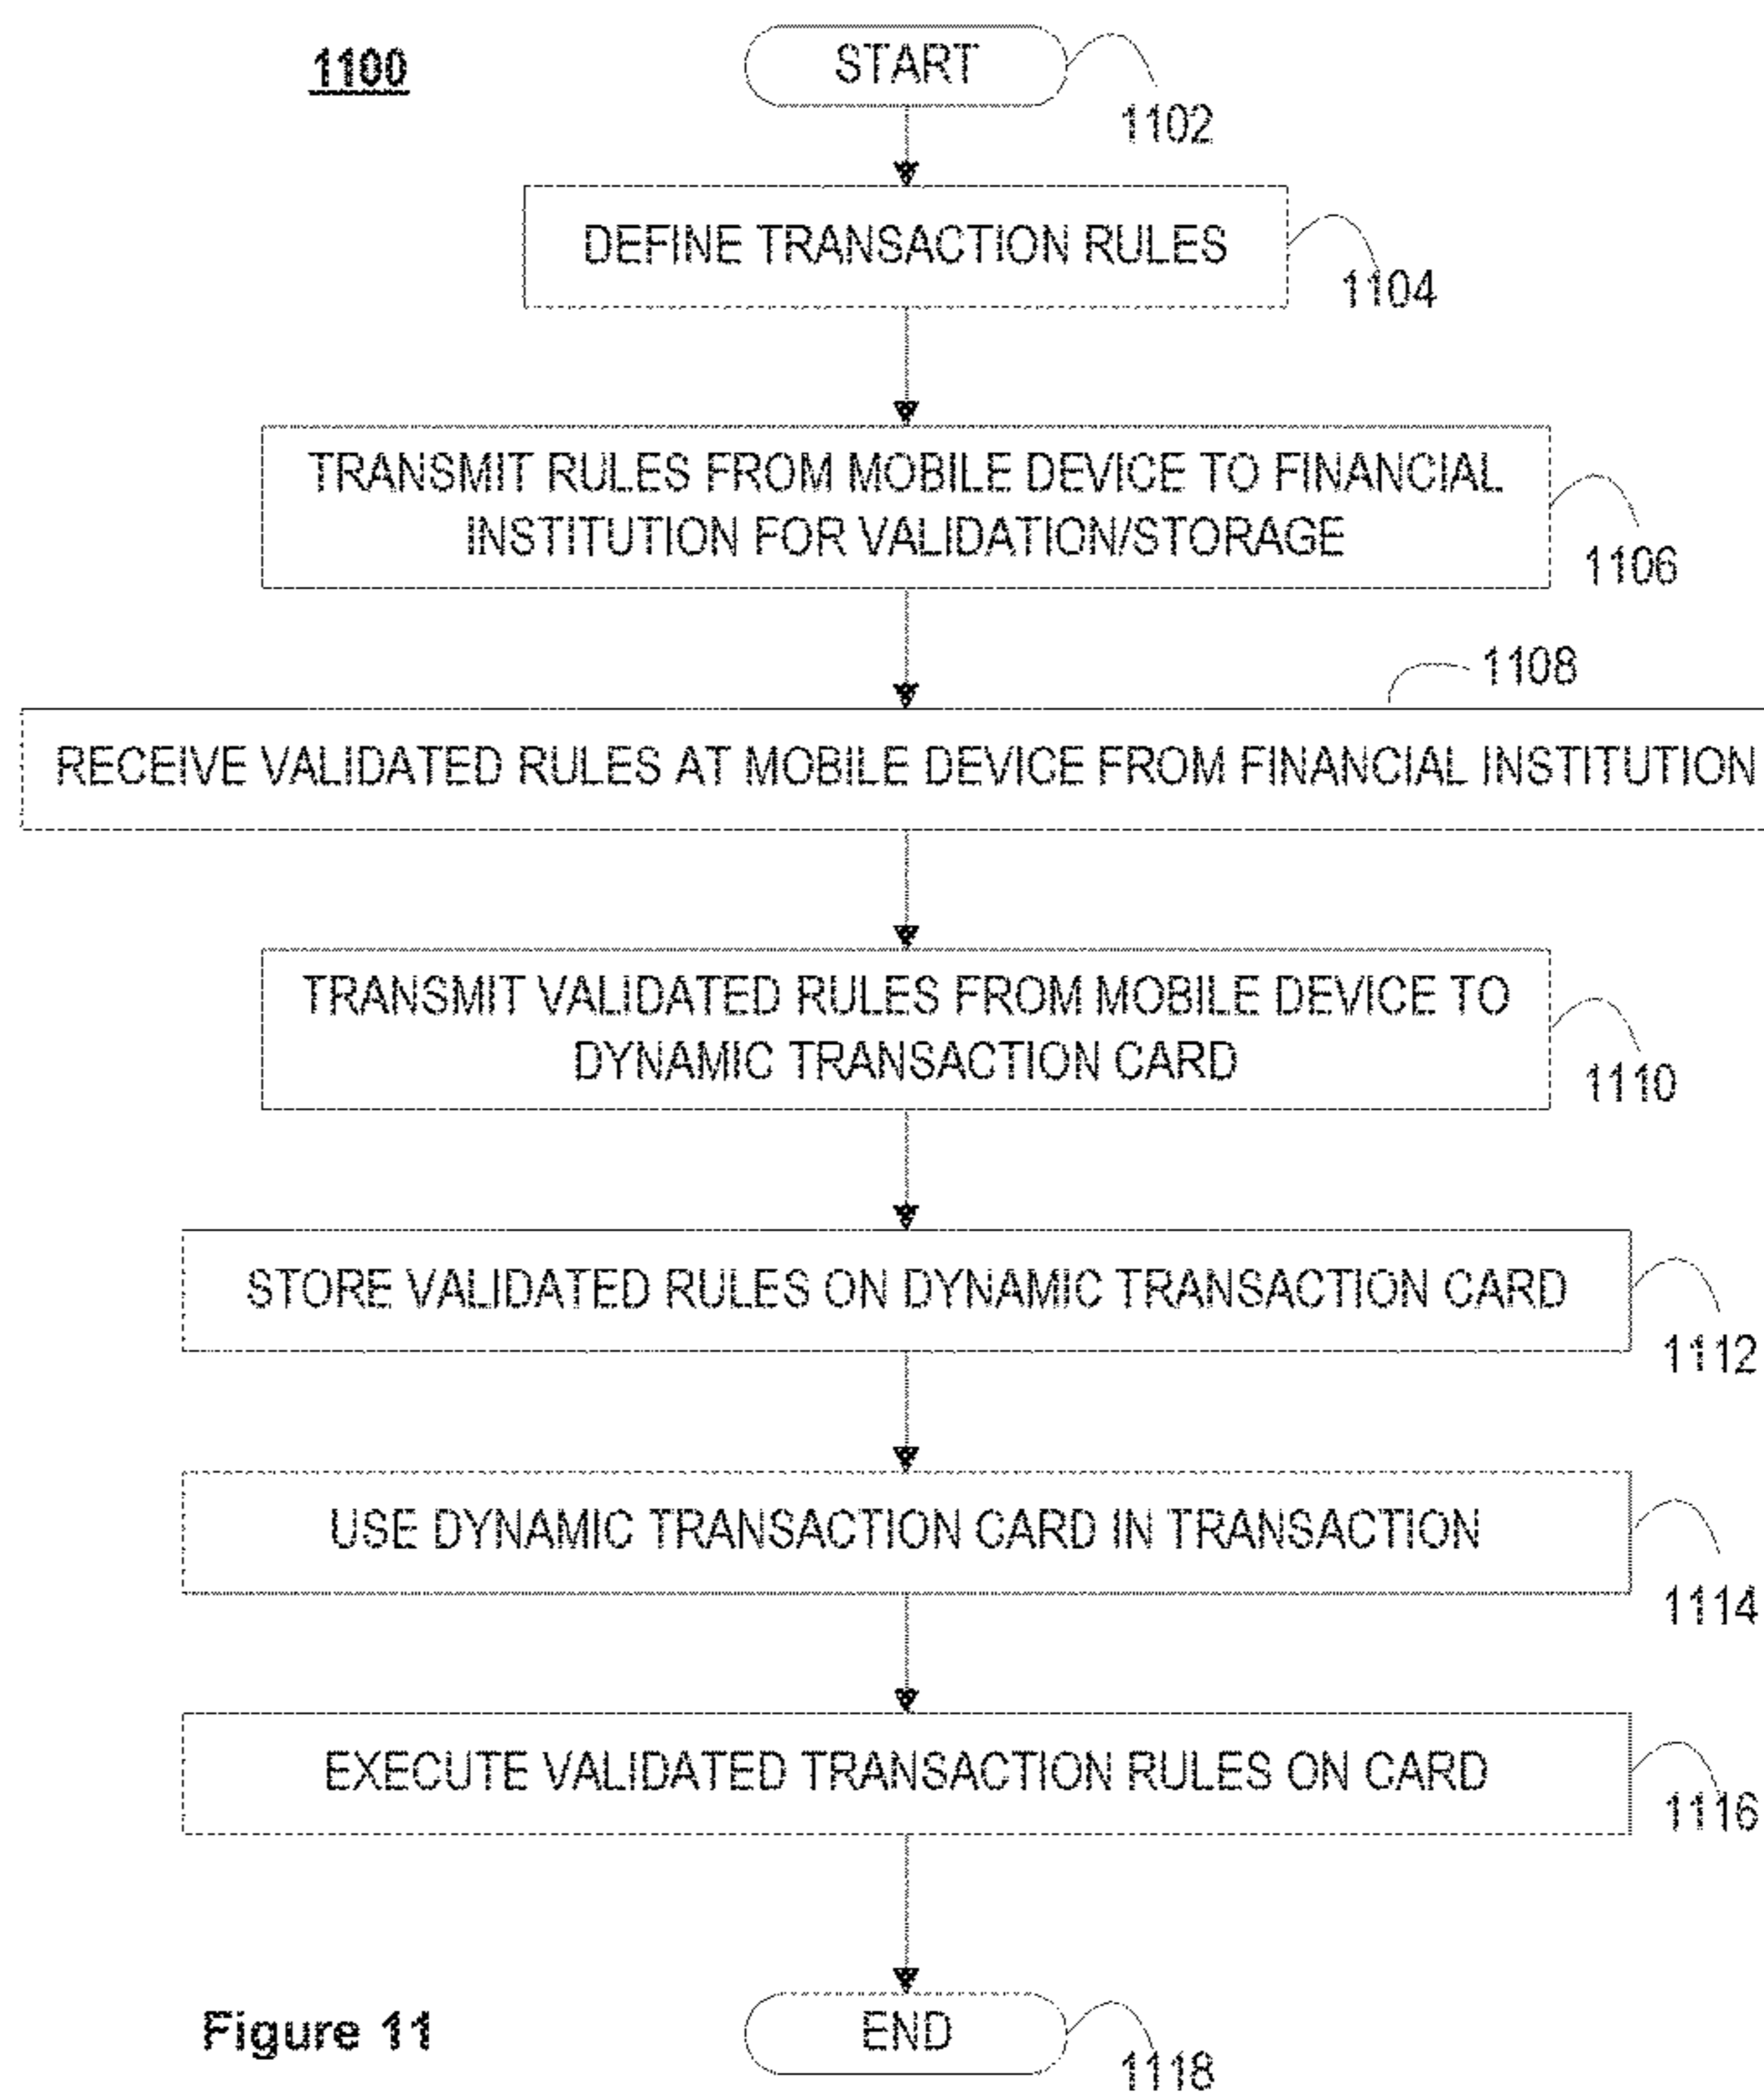 1100
START
1102
DEFINE TRANSACTION RULES
1104
TRANSMIT RULES FROM MOBILE DEVICE TO FINANCIAL
INSTITUTION FOR VALIDATION/STORAGE
1106
1108
RECEIVE VALIDATED RULES AT MOBILE DEVICE FROM FINANCIAL INSTITUTION
TRANSMIT VALIDATED RULES FROM MOBILE DEVICE TO
DYNAMIC TRANSACTION CARD
1110
STORE VALIDATED RULES ON DYNAMIC TRANSACTION CARD
1112
USE DYNAMIC TRANSACTION CARD IN TRANSACTION
1114
EXECUTE VALIDATED TRANSACTION RULES ON CARD
1116
END
1118
Figure 11